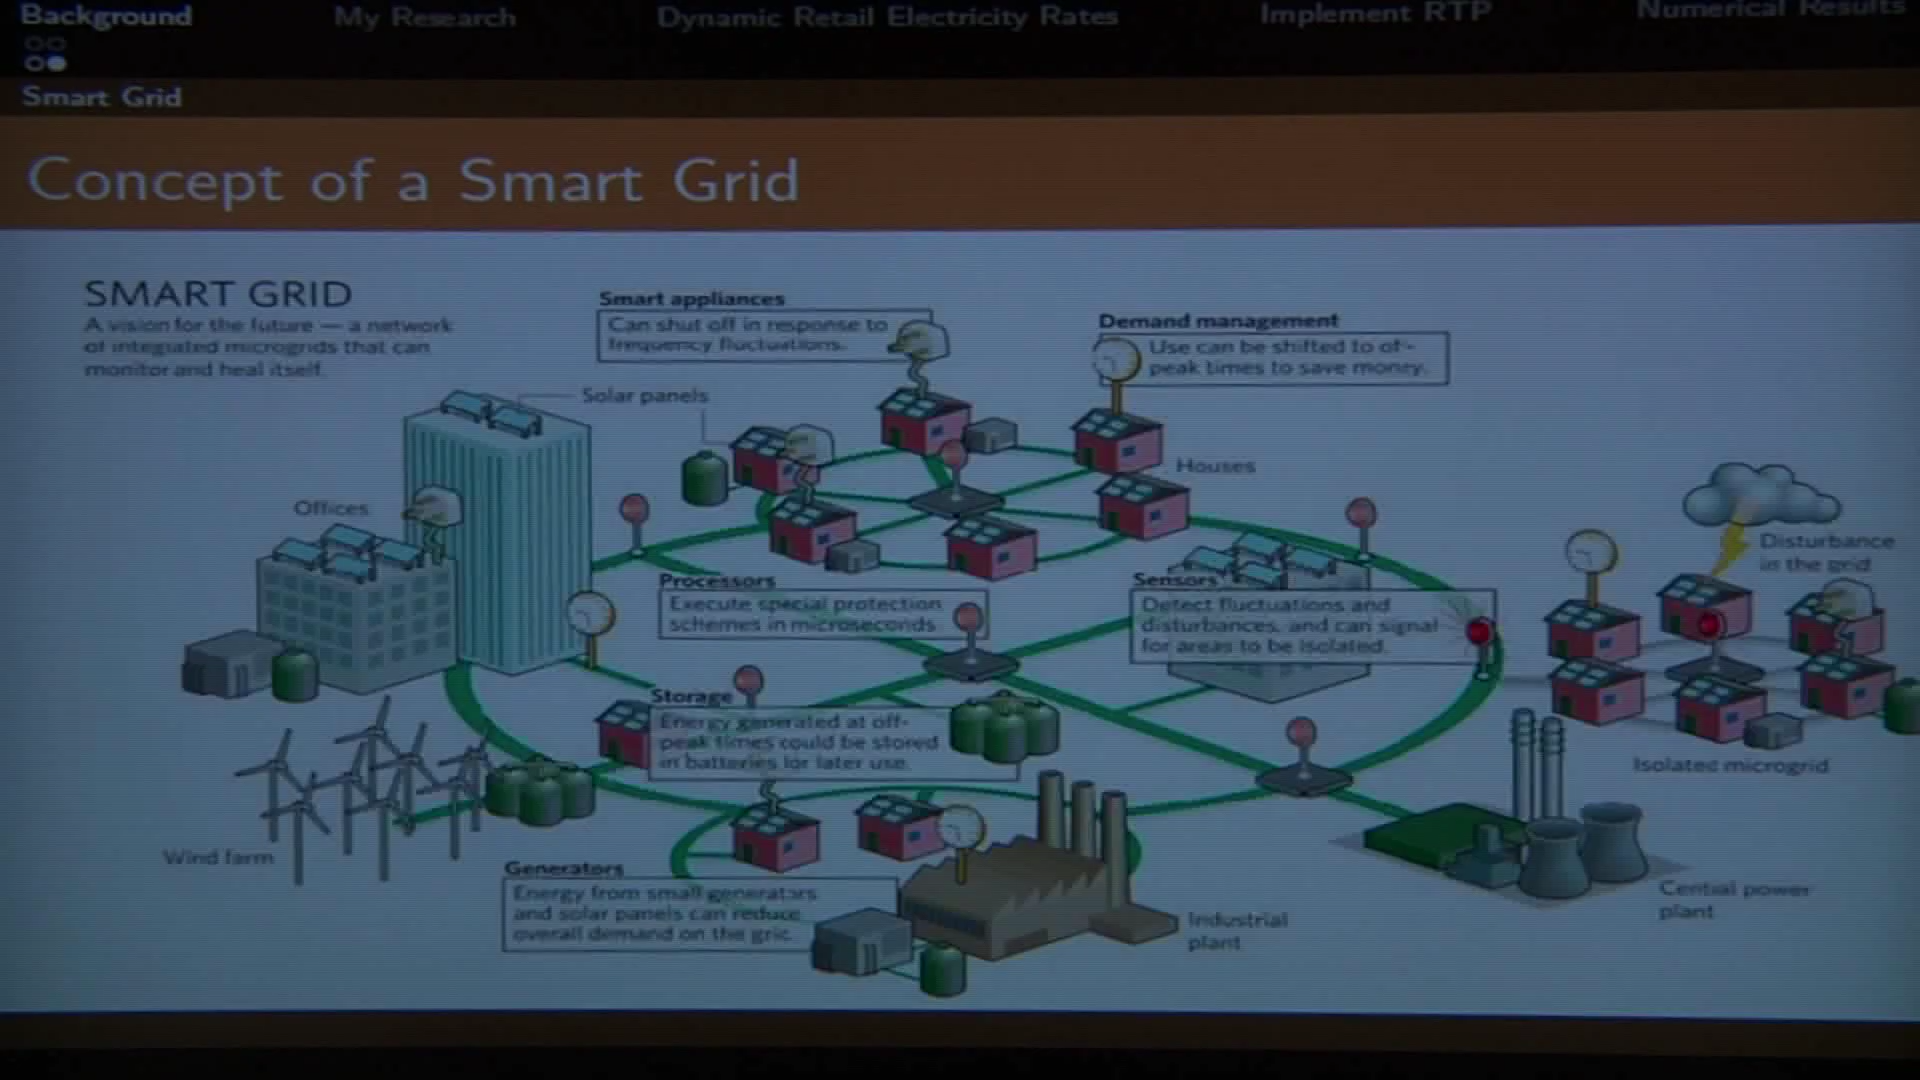 Background
My Research
Dynamic Retail Electricity Rates
Implement RTP
Numerical Results
Smart Grid
Concept of a Smart Grid
SMART GRID
A vision for the future — a network
of integrated microgrids that can
monitor and heal itself.
Smart appliances
Can shut off in response to
frequency fluctuations.
Demand management
Use can be shifted to off-
peak times to save money.
Solar panels
Houses
Offices
Disturbance
in the grid
Processors
Execute special protection
schemes in microseconds
Sensors
Detect fluctuations and
disturbances, and can signal
for areas to be isolated.
Storage
Energy generated at off-
peak times could be stored
in batteries for later use.
Isolated microgrid
Wind farm
Generators
Energy from small generators
and solar panels can reduce
overall demand on the grid.
Industrial
plant
Central power
plant